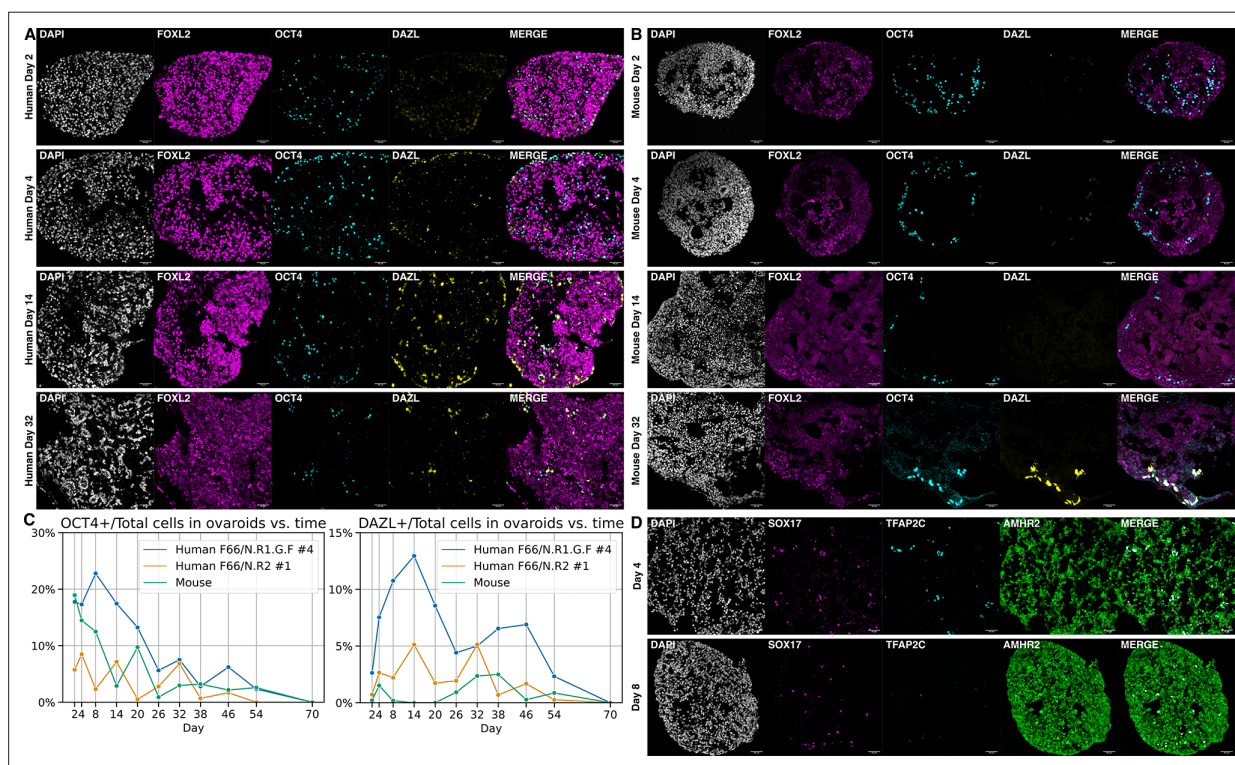 A
DAPI FOXL2 OCT4 DAZL MERGE
Human Day 2
DAPI FOXL2 OCT4 DAZL MERGE
Human Day 4
DAPI FOXL2 OCT4 DAZL MERGE
Human Day 14
DAPI FOXL2 OCT4 DAZL MERGE
Human Day 32
B
DAPI FOXL2 OCT4 DAZL MERGE
Mouse Day 2
DAPI FOXL2 OCT4 DAZL MERGE
Mouse Day 4
DAPI FOXL2 OCT4 DAZL MERGE
Mouse Day 14
DAPI FOXL2 OCT4 DAZL MERGE
Mouse Day 32
C
OCT4+/Total cells in ovaroids vs. time
30%
20%
10%
0%
Human F66/N.R1.G.F #4
Human F66/N.R2 #1
Mouse
2 4 8 14 20 26 32 38 46 54 70
Day
DAZL+/Total cells in ovaroids vs. time
15%
10%
5%
0%
Human F66/N.R1.G.F #4
Human F66/N.R2 #1
Mouse
2 4 8 14 20 26 32 38 46 54 70
Day
D
DAPI SOX17 TFAP2C AMHR2 MERGE
Day 4
DAPI SOX17 TFAP2C AMHR2 MERGE
Day 8